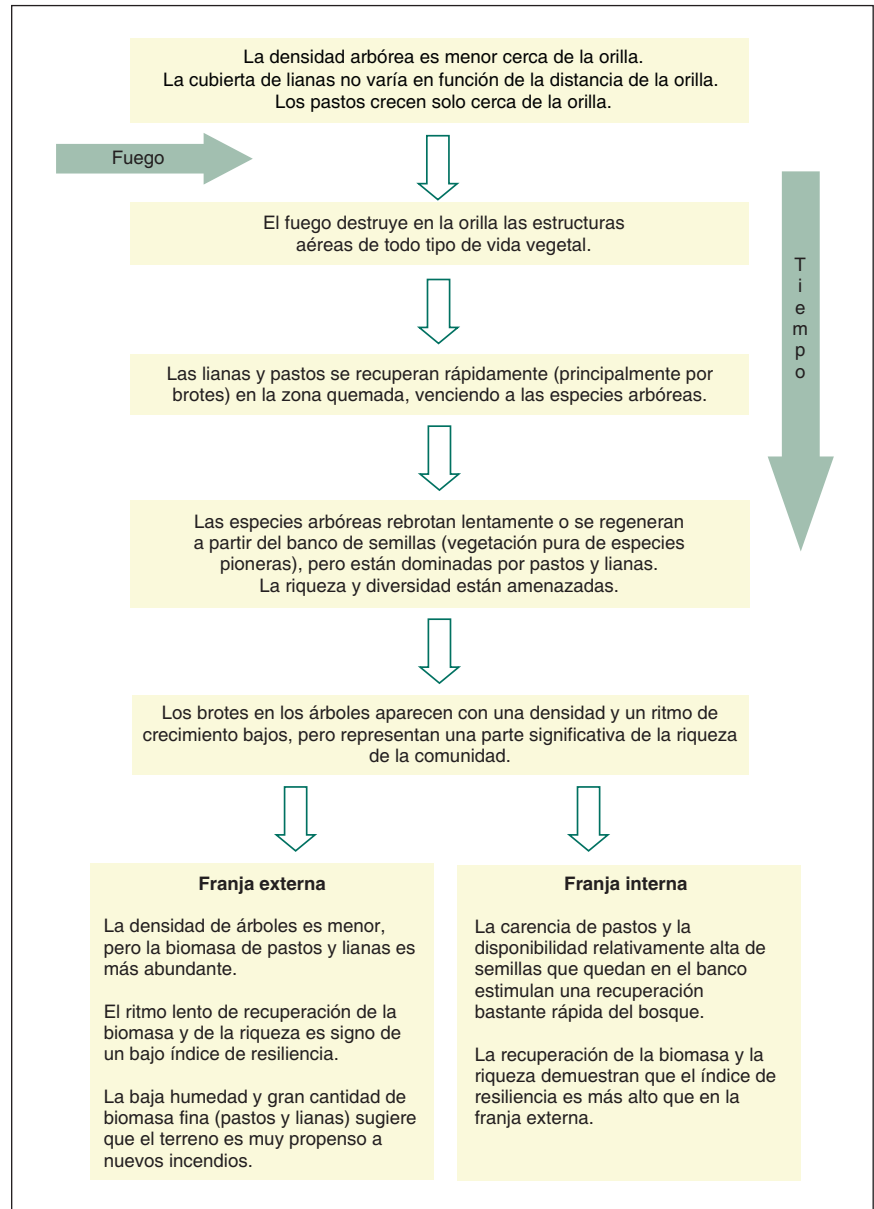 La densidad arbórea es menor cerca de la orilla.
La cubierta de lianas no varía en función de la distancia de la orilla.
Los pastos crecen solo cerca de la orilla.
Fuego
Tiempo
El fuego destruye en la orilla las estructuras
aéreas de todo tipo de vida vegetal.
Las lianas y pastos se recuperan rápidamente (principalmente por
brotes) en la zona quemada, venciendo a las especies arbóreas.
Las especies arbóreas rebrotan lentamente o se regeneran
a partir del banco de semillas (vegetación pura de especies
pioneras), pero están dominadas por pastos y lianas.
La riqueza y diversidad están amenazadas.
Los brotes en los árboles aparecen con una densidad y un ritmo de
crecimiento bajos, pero representan una parte significativa de la riqueza
de la comunidad.
Franja externa
La densidad de árboles es menor,
pero la biomasa de pastos y lianas es
más abundante.
El ritmo lento de recuperación de la
biomasa y de la riqueza es signo de
un bajo índice de resiliencia.
La baja humedad y gran cantidad de
biomasa fina (pastos y lianas) sugiere
que el terreno es muy propenso a
nuevos incendios.
Franja interna
La carencia de pastos y la
disponibilidad relativamente alta de
semillas que quedan en el banco
estimulan una recuperación
bastante rápida del bosque.
La recuperación de la biomasa y la
riqueza demuestran que el índice de
resiliencia es más alto que en la
franja externa.